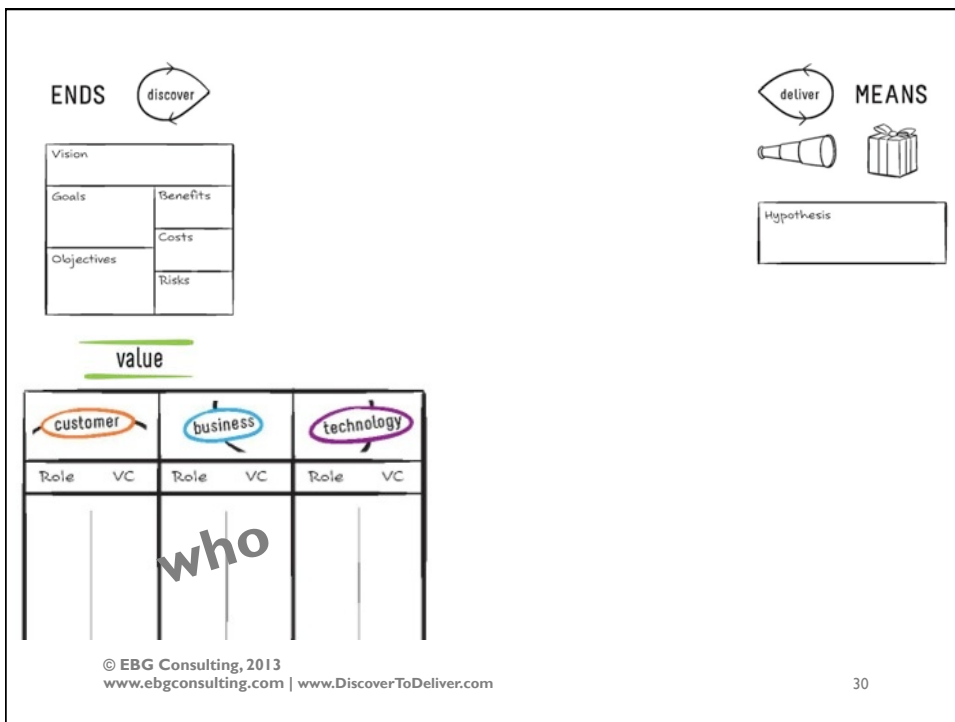 ENDS
discover
deliver
MEANS
Vision
Goals
Benefits
Costs
Objectives
Risks
Hypothesis
value
customer
business
technology
Role VC Role VC Role VC
who
© EBG Consulting, 2013
www.ebgconsulting.com | www.DiscoverToDeliver.com
30